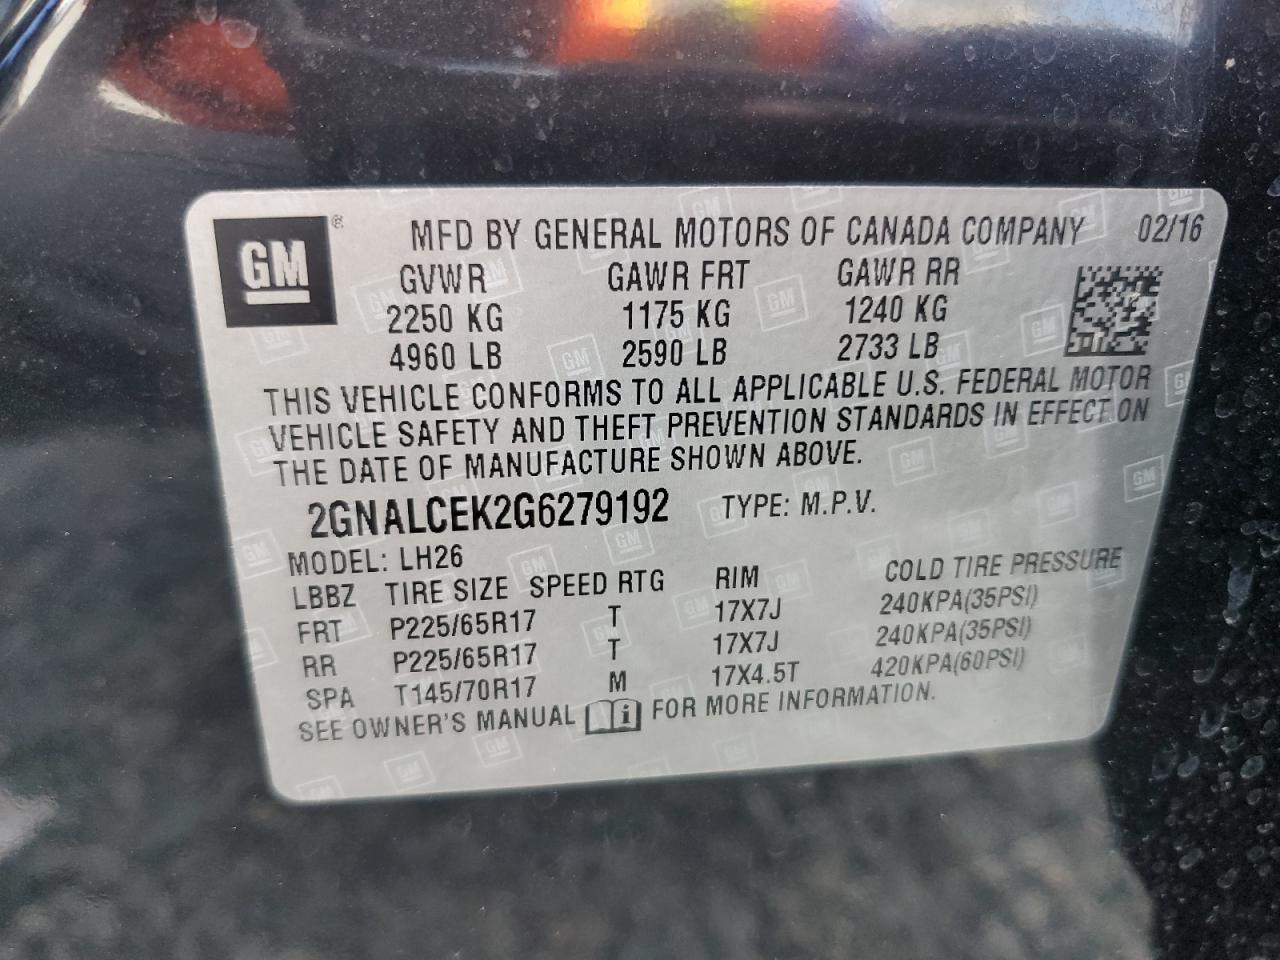 GM ® MFD BY GENERAL MOTORS OF CANADA COMPANY 02/16
GVWR GAWR FRT GAWR RR
2250 KG 1175 KG 1240 KG
4960 LB 2590 LB 2733 LB
THIS VEHICLE CONFORMS TO ALL APPLICABLE U.S. FEDERAL MOTOR
VEHICLE SAFETY AND THEFT PREVENTION STANDARDS IN EFFECT ON
THE DATE OF MANUFACTURE SHOWN ABOVE.
2GNALCEK2G6279192 TYPE: M.P.V.
MODEL: LH26
LBBZ TIRE SIZE SPEED RTG RIM COLD TIRE PRESSURE
FRT P225/65R17 T 17X7J 240KPA(35PSI)
RR P225/65R17 T 17X7J 240KPA(35PSI)
SPA T145/70R17 M 17X4.5T 420KPA(60PSI)
SEE OWNER'S MANUAL i FOR MORE INFORMATION.